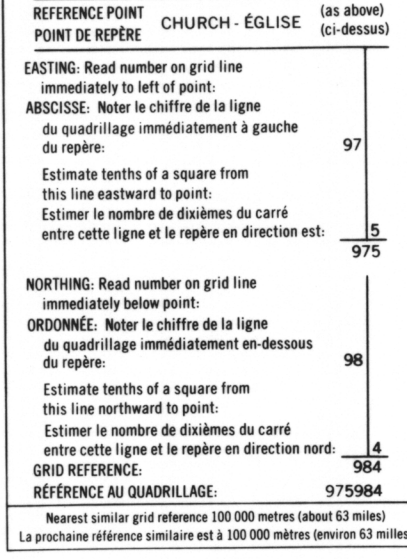 REFERENCE POINT CHURCH - ÉGLISE (as above)
POINT DE REPÈRE (ci-dessus)
EASTING: Read number on grid line
immediately to left of point:
ABSCISSE: Noter le chiffre de la ligne
du quadrillage immédiatement à gauche
du repère: 97
Estimate tenths of a square from
this line eastward to point:
Estimer le nombre de dixièmes du carré
entre cette ligne et le repère en direction est: 5
975
NORTHING: Read number on grid line
immediately below point:
ORDONNÉE: Noter le chiffre de la ligne
du quadrillage immédiatement en-dessous
du repère: 98
Estimate tenths of a square from
this line northward to point:
Estimer le nombre de dixièmes du carré
entre cette ligne et le repère en direction nord: 4
GRID REFERENCE: 984
RÉFÉRENCE AU QUADRILLAGE: 975984
Nearest similar grid reference 100 000 metres (about 63 miles)
La prochaine référence similaire est à 100 000 mètres (environ 63 milles